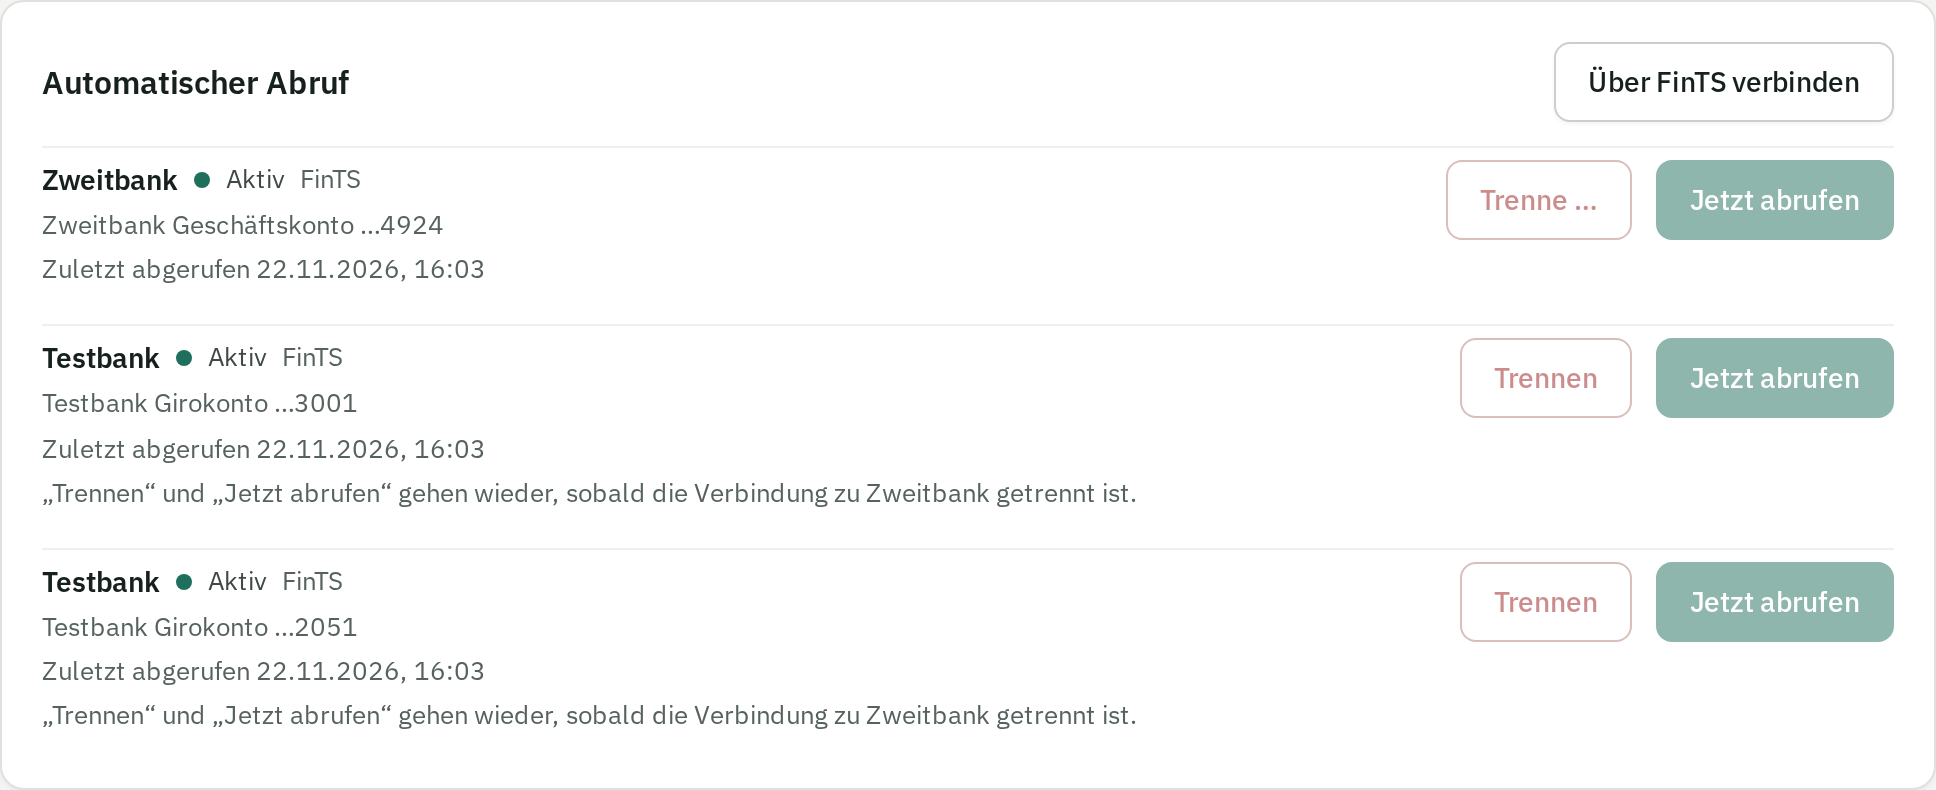 Automatischer Abruf
Über FinTS verbinden
Zweitbank Aktiv FinTS
Trenne ...
Jetzt abrufen
Zweitbank Geschäftskonto ...4924
Zuletzt abgerufen 22.11.2026, 16:03
Testbank Aktiv FinTS
Trennen
Jetzt abrufen
Testbank Girokonto ...3001
Zuletzt abgerufen 22.11.2026, 16:03
„Trennen“ und „Jetzt abrufen“ gehen wieder, sobald die Verbindung zu Zweitbank getrennt ist.
Testbank Aktiv FinTS
Trennen
Jetzt abrufen
Testbank Girokonto ...2051
Zuletzt abgerufen 22.11.2026, 16:03
„Trennen“ und „Jetzt abrufen“ gehen wieder, sobald die Verbindung zu Zweitbank getrennt ist.